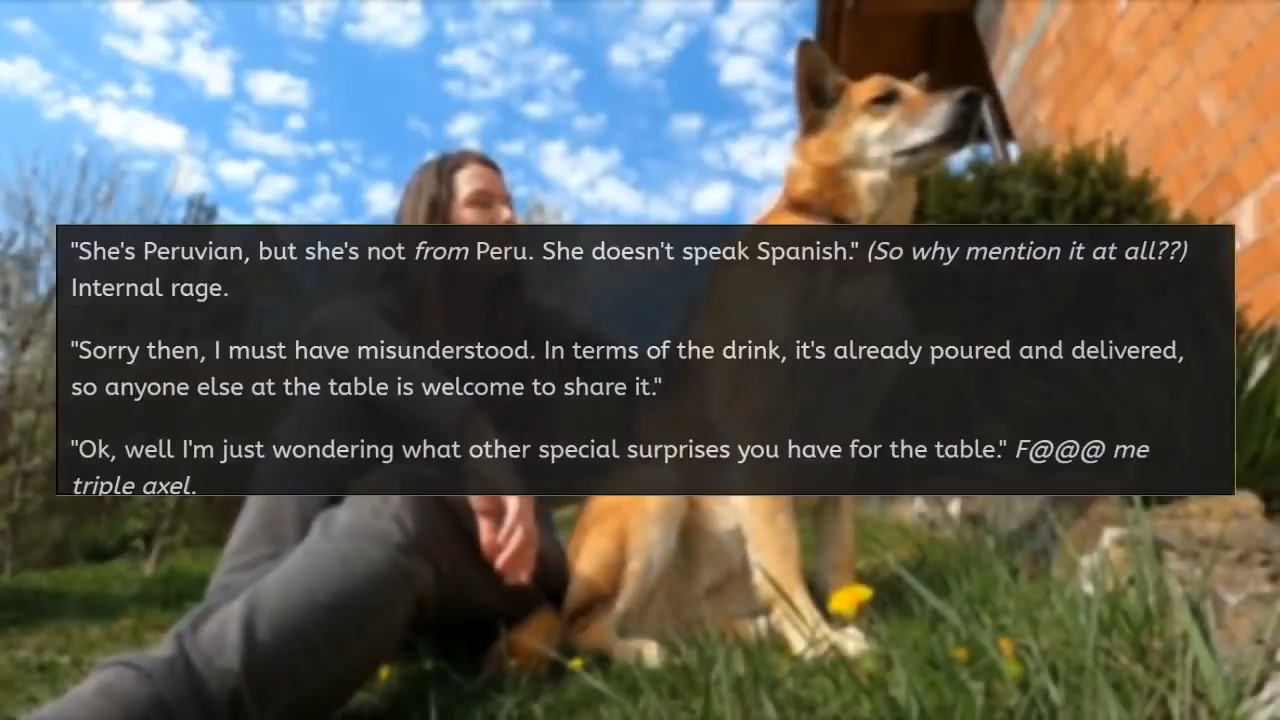 "She's Peruvian, but she's not from Peru. She doesn't speak Spanish." (So why mention it at all??)
Internal rage.
"Sorry then, I must have misunderstood. In terms of the drink, it's already poured and delivered,
so anyone else at the table is welcome to share it."
"Ok, well I'm just wondering what other special surprises you have for the table." F@@@ me
triple axel.